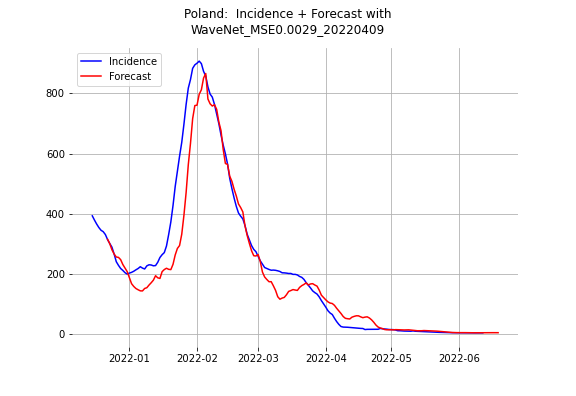 Poland:  Incidence + Forecast with
WaveNet_MSE0.0029_20220409
Incidence
Forecast
800
600
400
200
0
2022-01 2022-02 2022-03 2022-04 2022-05 2022-06